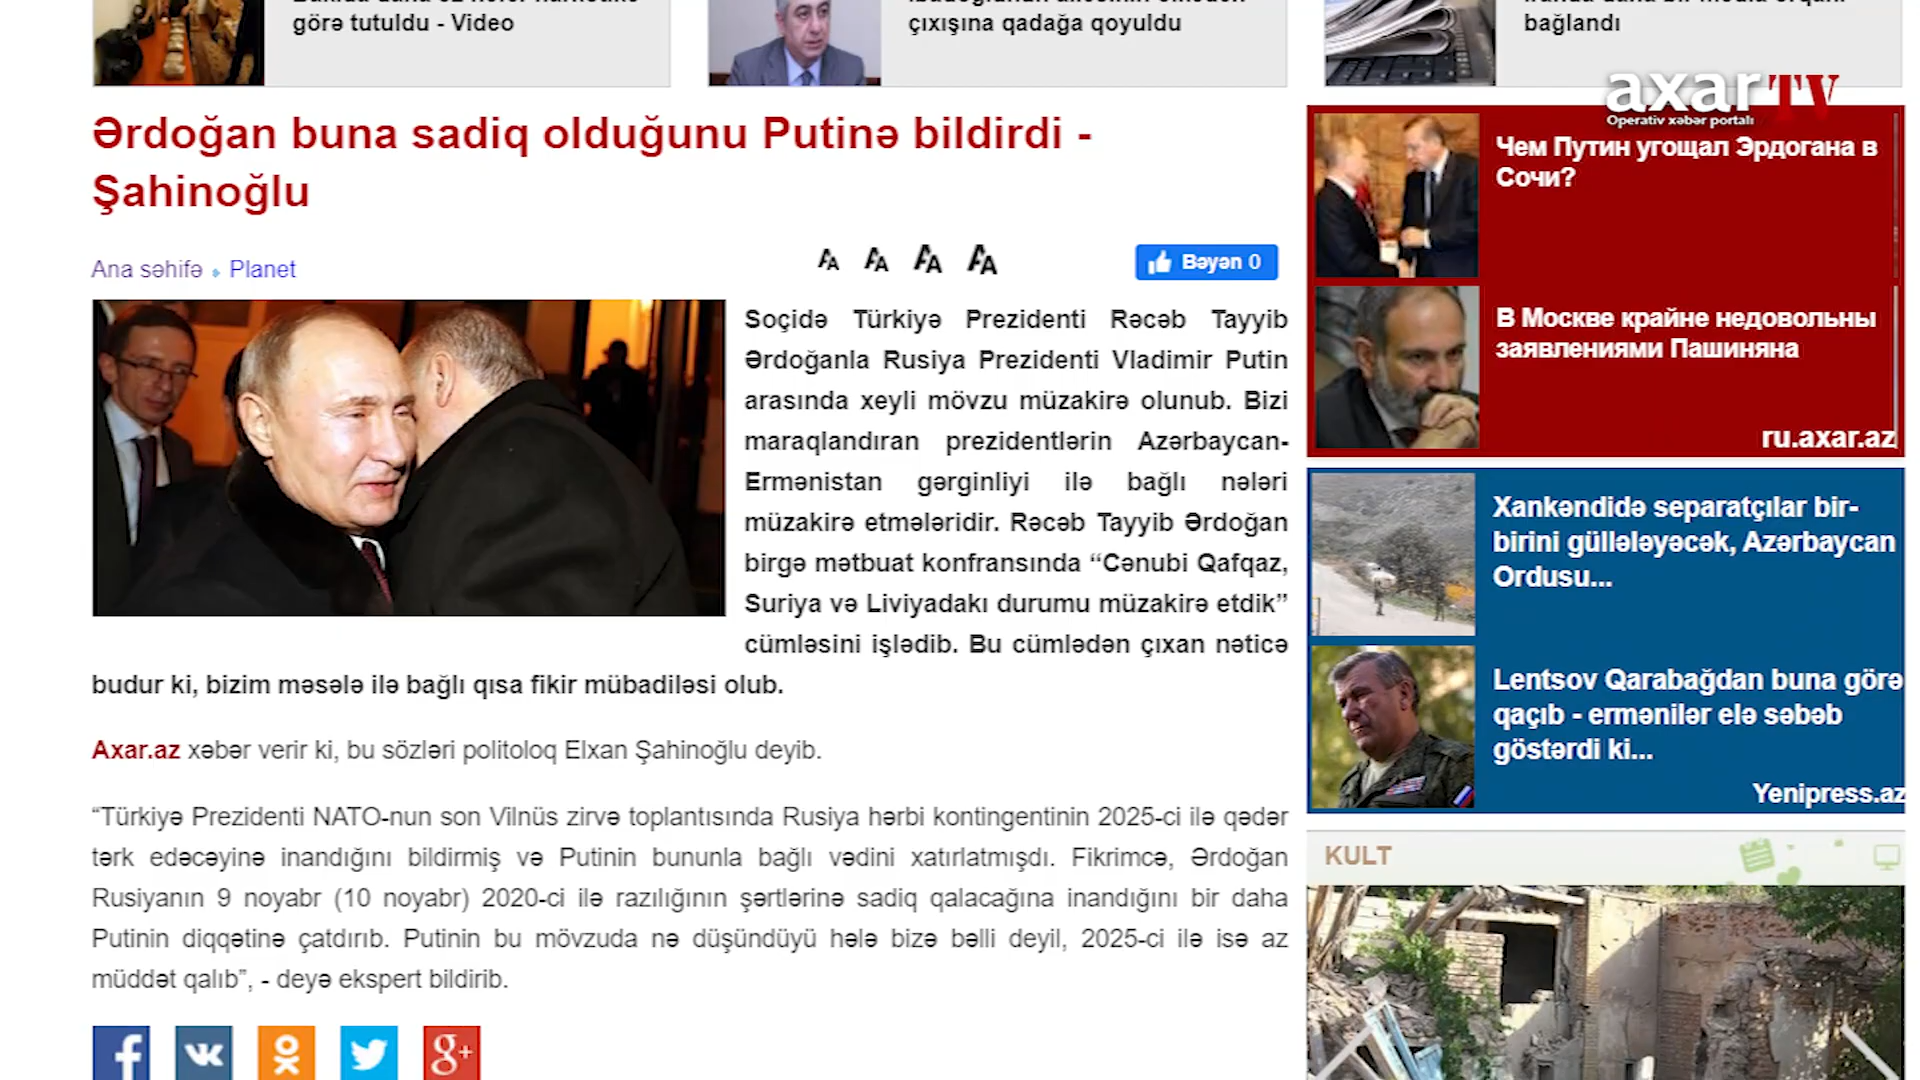 görə tutuldu - Video
çıxışına qadağa qoyuldu
bağlandı
axar TV
Operativ xəbər portalı
Ərdoğan buna sadiq olduğunu Putinə bildirdi -
Şahinoğlu
Ana səhifə
Planet
AA AA AA AA
Bəyən 0
Soçidə Türkiyə Prezidenti Rəcəb Tayyib
Ərdoğanla Rusiya Prezidenti Vladimir Putin
arasında xeyli mövzu müzakirə olunub. Bizi
maraqlandıran prezidentlərin Azərbaycan-
Ermənistan gərginliyi ilə bağlı nələri
müzakirə etmələridir. Rəcəb Tayyib Ərdoğan
birgə mətbuat konfransında “Cənubi Qafqaz,
Suriya və Liviyadakı durumu müzakirə etdik”
cümləsini işlədib. Bu cümlədən çıxan nəticə
budur ki, bizim məsələ ilə bağlı qısa fikir mübadiləsi olub.
Axar.az xəbər verir ki, bu sözləri politoloq Elxan Şahinoğlu deyib.
“Türkiyə Prezidenti NATO-nun son Vilnüs zirvə toplantısında Rusiya hərbi kontingentinin 2025-ci ilə qədər
tərk edəcəyinə inandığını bildirmiş və Putinin bununla bağlı vədini xatırlatmışdı. Fikrimcə, Ərdoğan
Rusiyanın 9 noyabr (10 noyabr) 2020-ci ilə razılığının şərtlərinə sadiq qalacağına inandığını bir daha
Putinin diqqətinə çatdırıb. Putinin bu mövzuda nə düşündüyü hələ bizə bəlli deyil, 2025-ci ilə isə az
müddət qalıb”, - deyə ekspert bildirib.
Чем Путин угощал Эрдогана в
Сочи?
В Москве крайне недовольны
заявлениями Пашиняна
ru.axar.az
Xankəndidə separatçılar bir-
birini güllələyəcək, Azərbaycan
Ordusu...
Lentsov Qarabağdan buna görə
qaçıb - ermənilər elə səbəb
göstərdi ki...
Yenipress.az
KULT